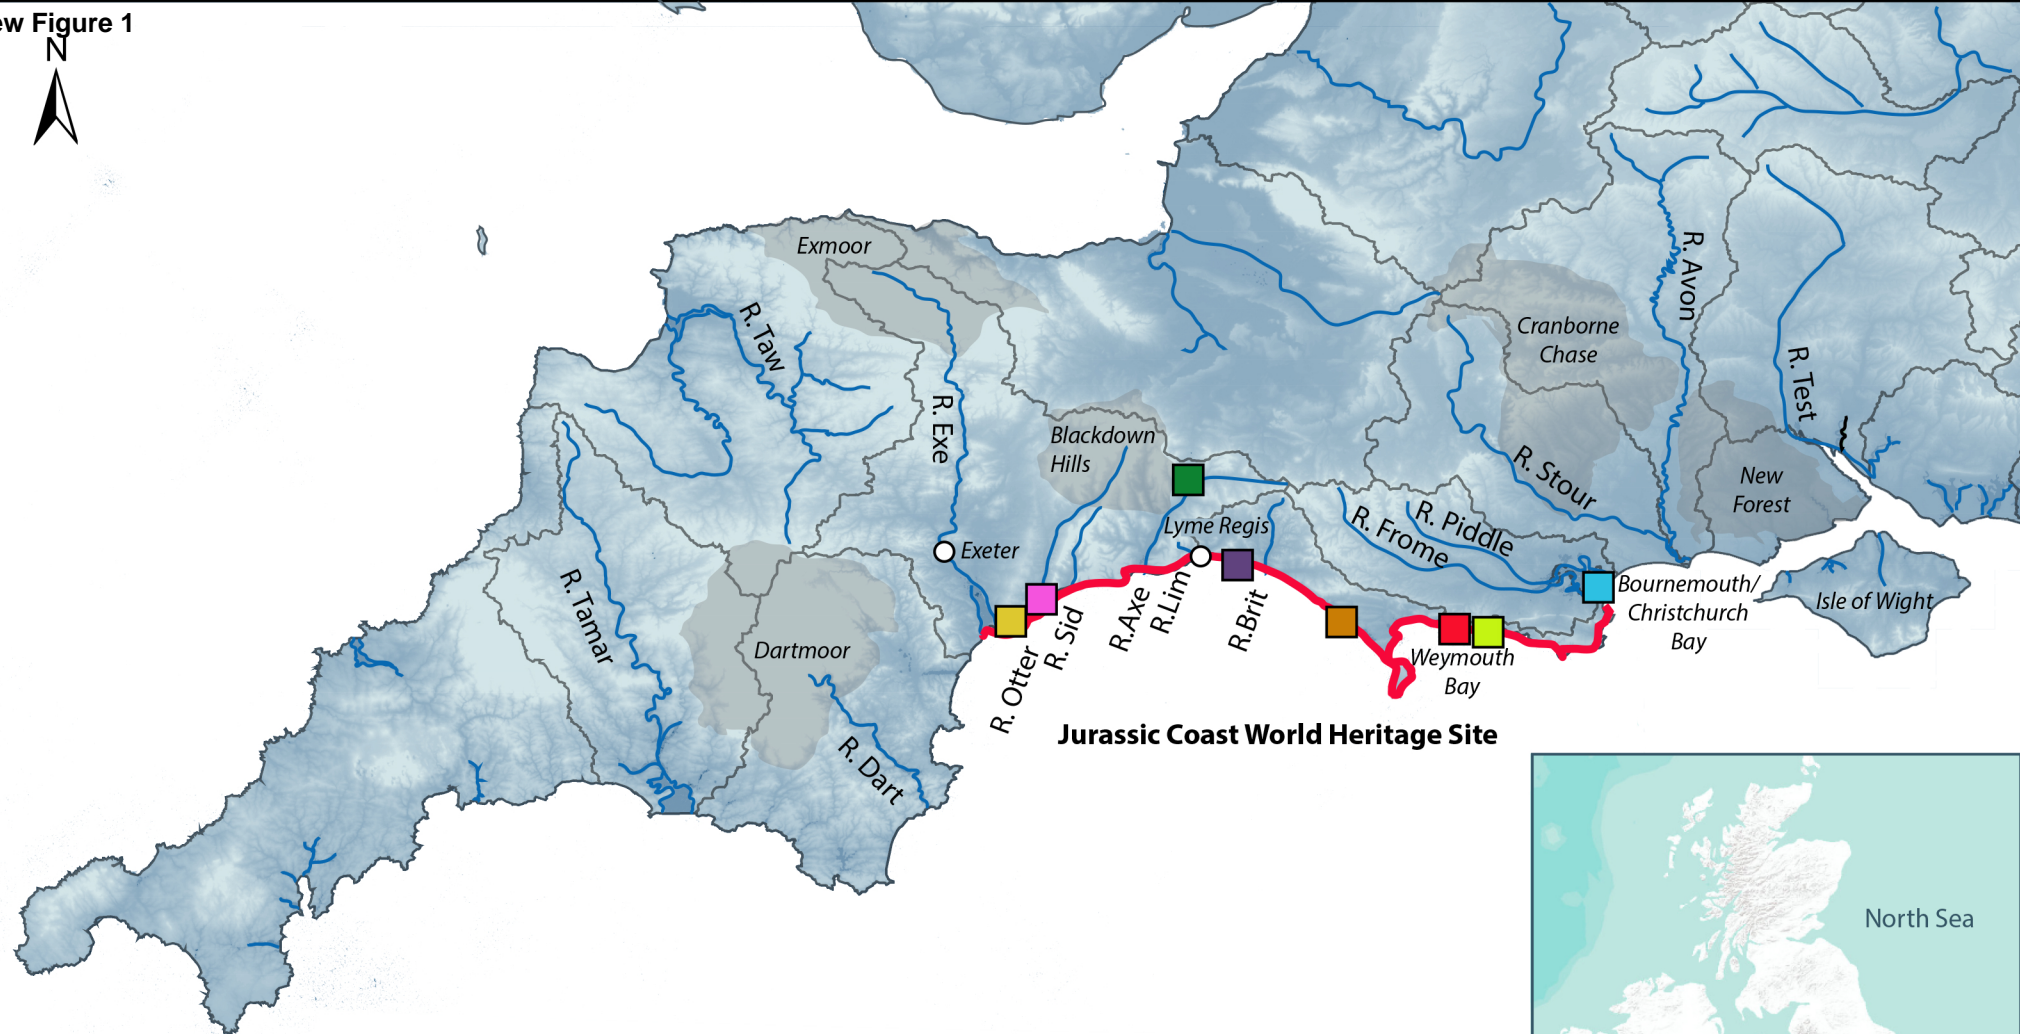 ew Figure 1
N
Exmoor
R. Taw
R. Exe
R. Avon
Cranborne
Chase
R. Test
Blackdown
Hills
R. Stour
New
Forest
Lyme Regis
R. Frome
R. Piddle
Exeter
R. Tamar
Dartmoor
R. Dart
R. Otter
R. Sid
R.Axe
R.Lim
R.Brit
Weymouth
Bay
Bournemouth/
Christchurch
Bay
Isle of Wight
Jurassic Coast World Heritage Site
North Sea